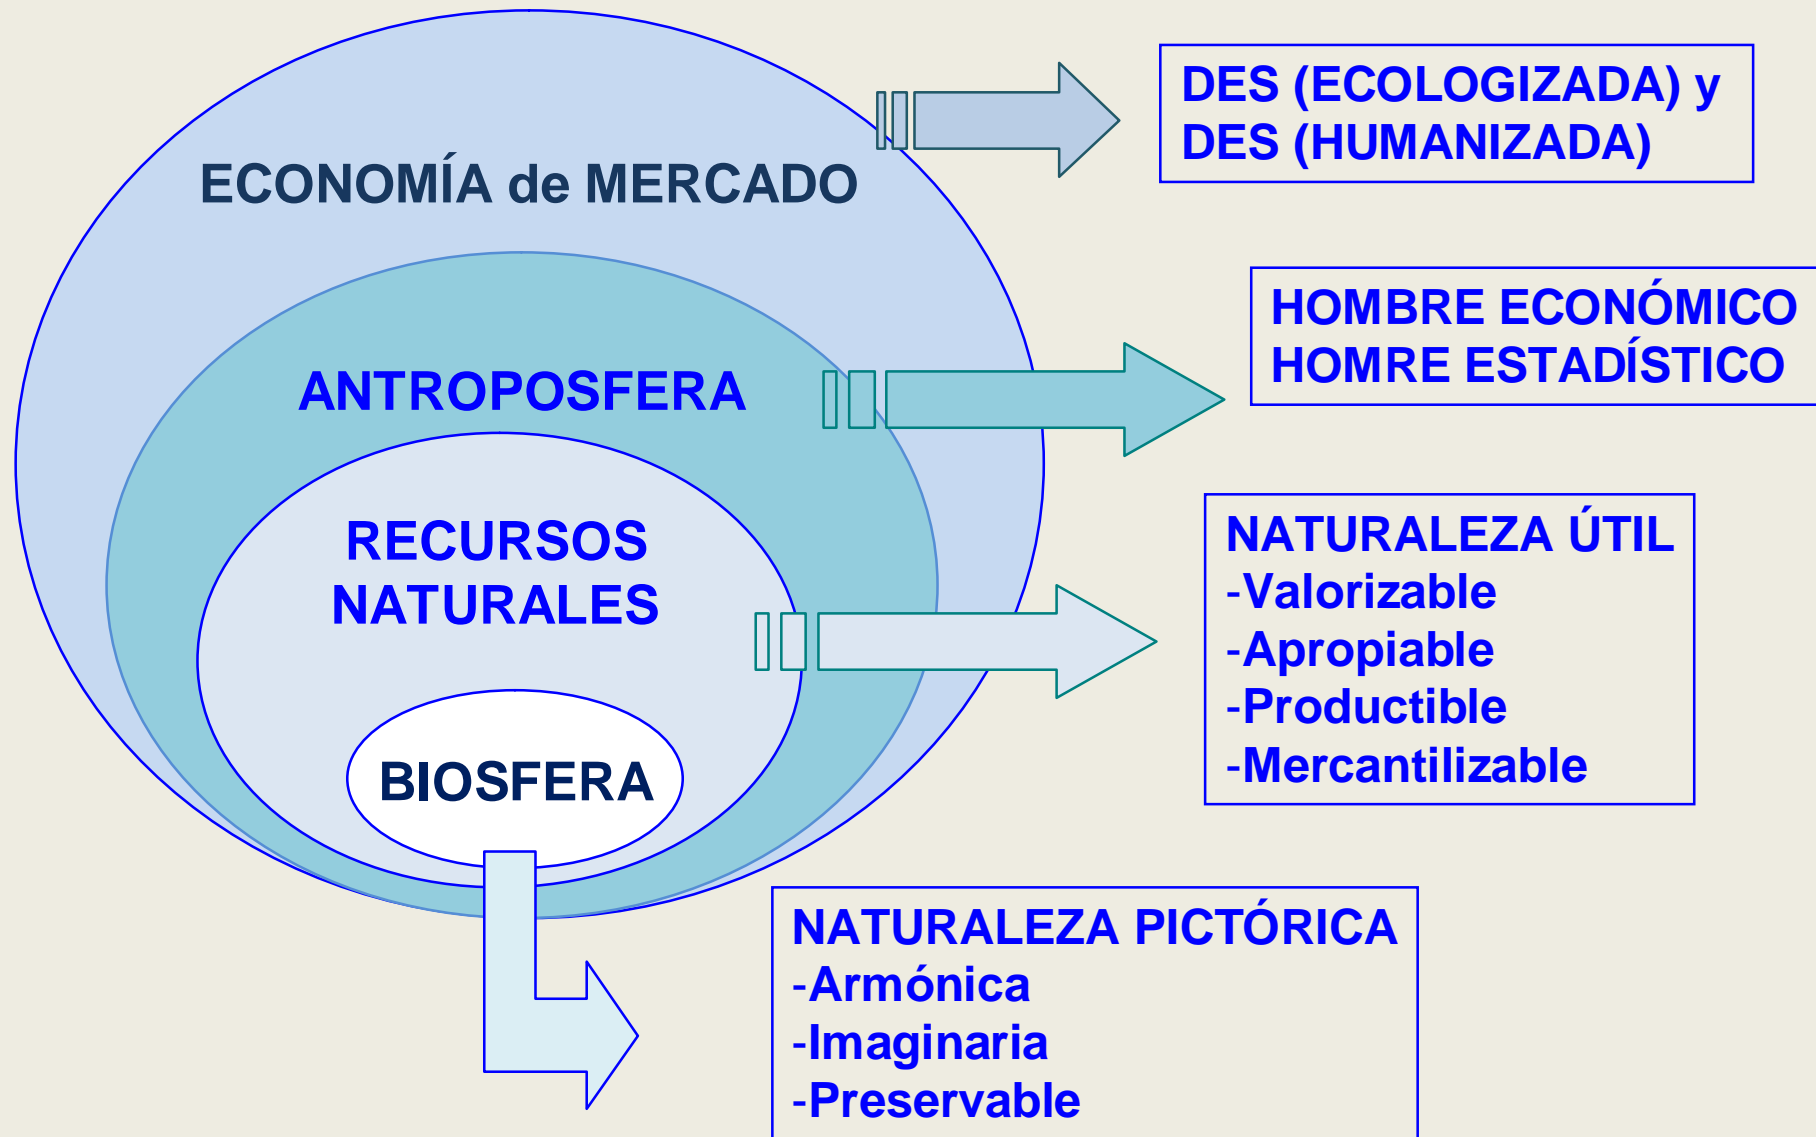 ECONOMÍA de MERCADO
DES (ECOLOGIZADA) y
DES (HUMANIZADA)
ANTROPOSFERA
HOMBRE ECONÓMICO
HOMRE ESTADÍSTICO
RECURSOS
NATURALES
NATURALEZA ÚTIL
-Valorizable
-Apropiable
-Productible
-Mercantilizable
BIOSFERA
NATURALEZA PICTÓRICA
-Armónica
-Imaginaria
-Preservable